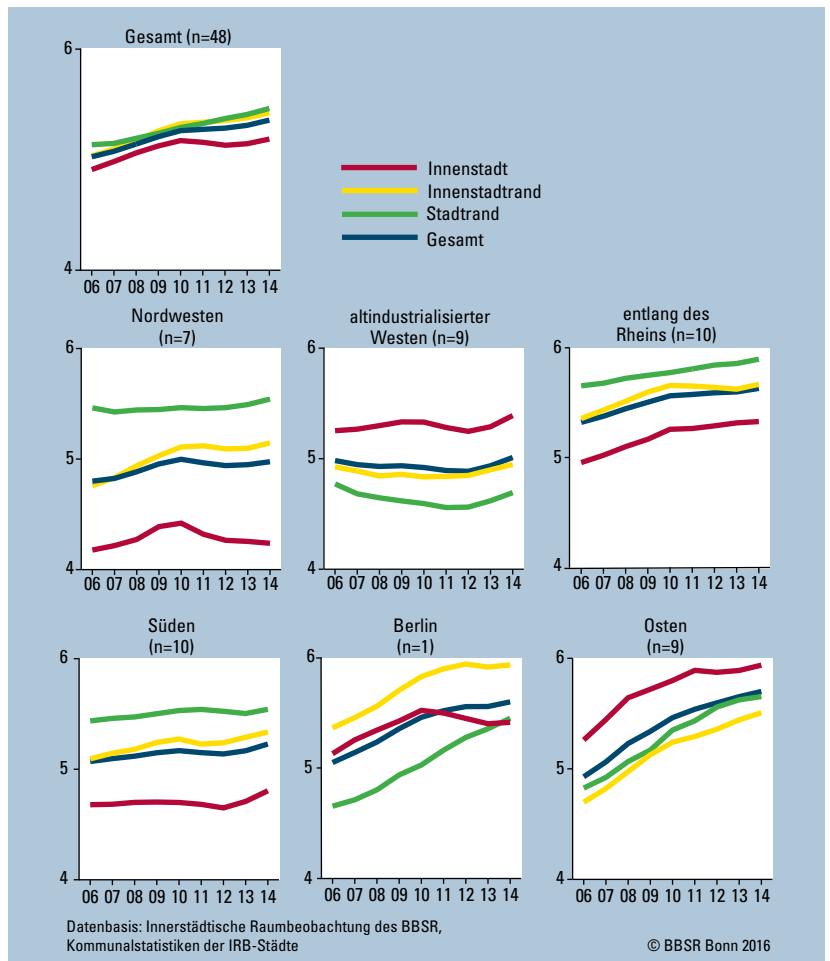 Gesamt (n=48)
6
4
06 07 08 09 10 11 12 13 14
Innenstadt
Innenstadtrand
Stadtrand
Gesamt
Nordwesten
(n=7)
6
5
4
06 07 08 09 10 11 12 13 14
altindustrialisierter
Westen (n=9)
6
5
4
06 07 08 09 10 11 12 13 14
entlang des
Rheins (n=10)
6
5
4
06 07 08 09 10 11 12 13 14
Süden
(n=10)
6
5
4
06 07 08 09 10 11 12 13 14
Berlin
(n=1)
6
5
4
06 07 08 09 10 11 12 13 14
Osten
(n=9)
6
5
4
06 07 08 09 10 11 12 13 14
Datenbasis: Innerstädtische Raumbeobachtung des BBSR,
Kommunalstatistiken der IRB-Städte
© BBSR Bonn 2016